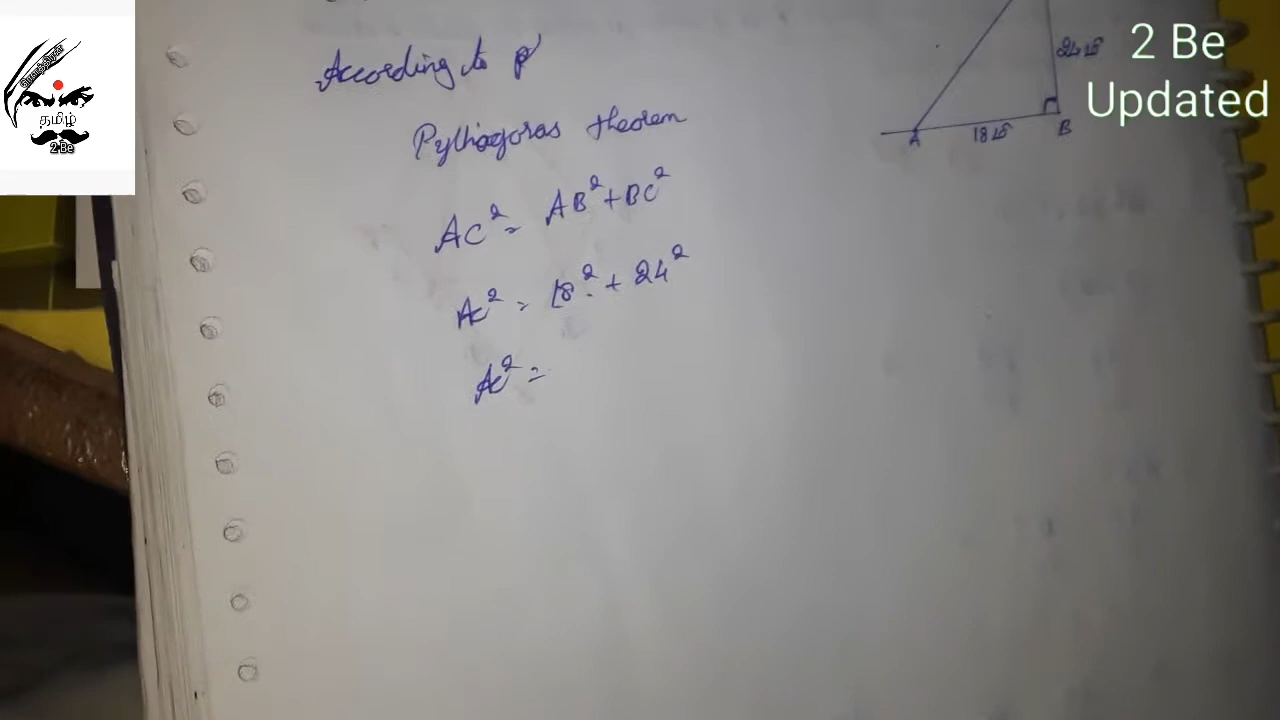 தமிழ்
2 Be
2 Be
Updated
According to p
Pythagoras theorem
AC² = AB² + BC²
AC² = 18² + 24²
AC² =
24 மீ
A 18 மீ B